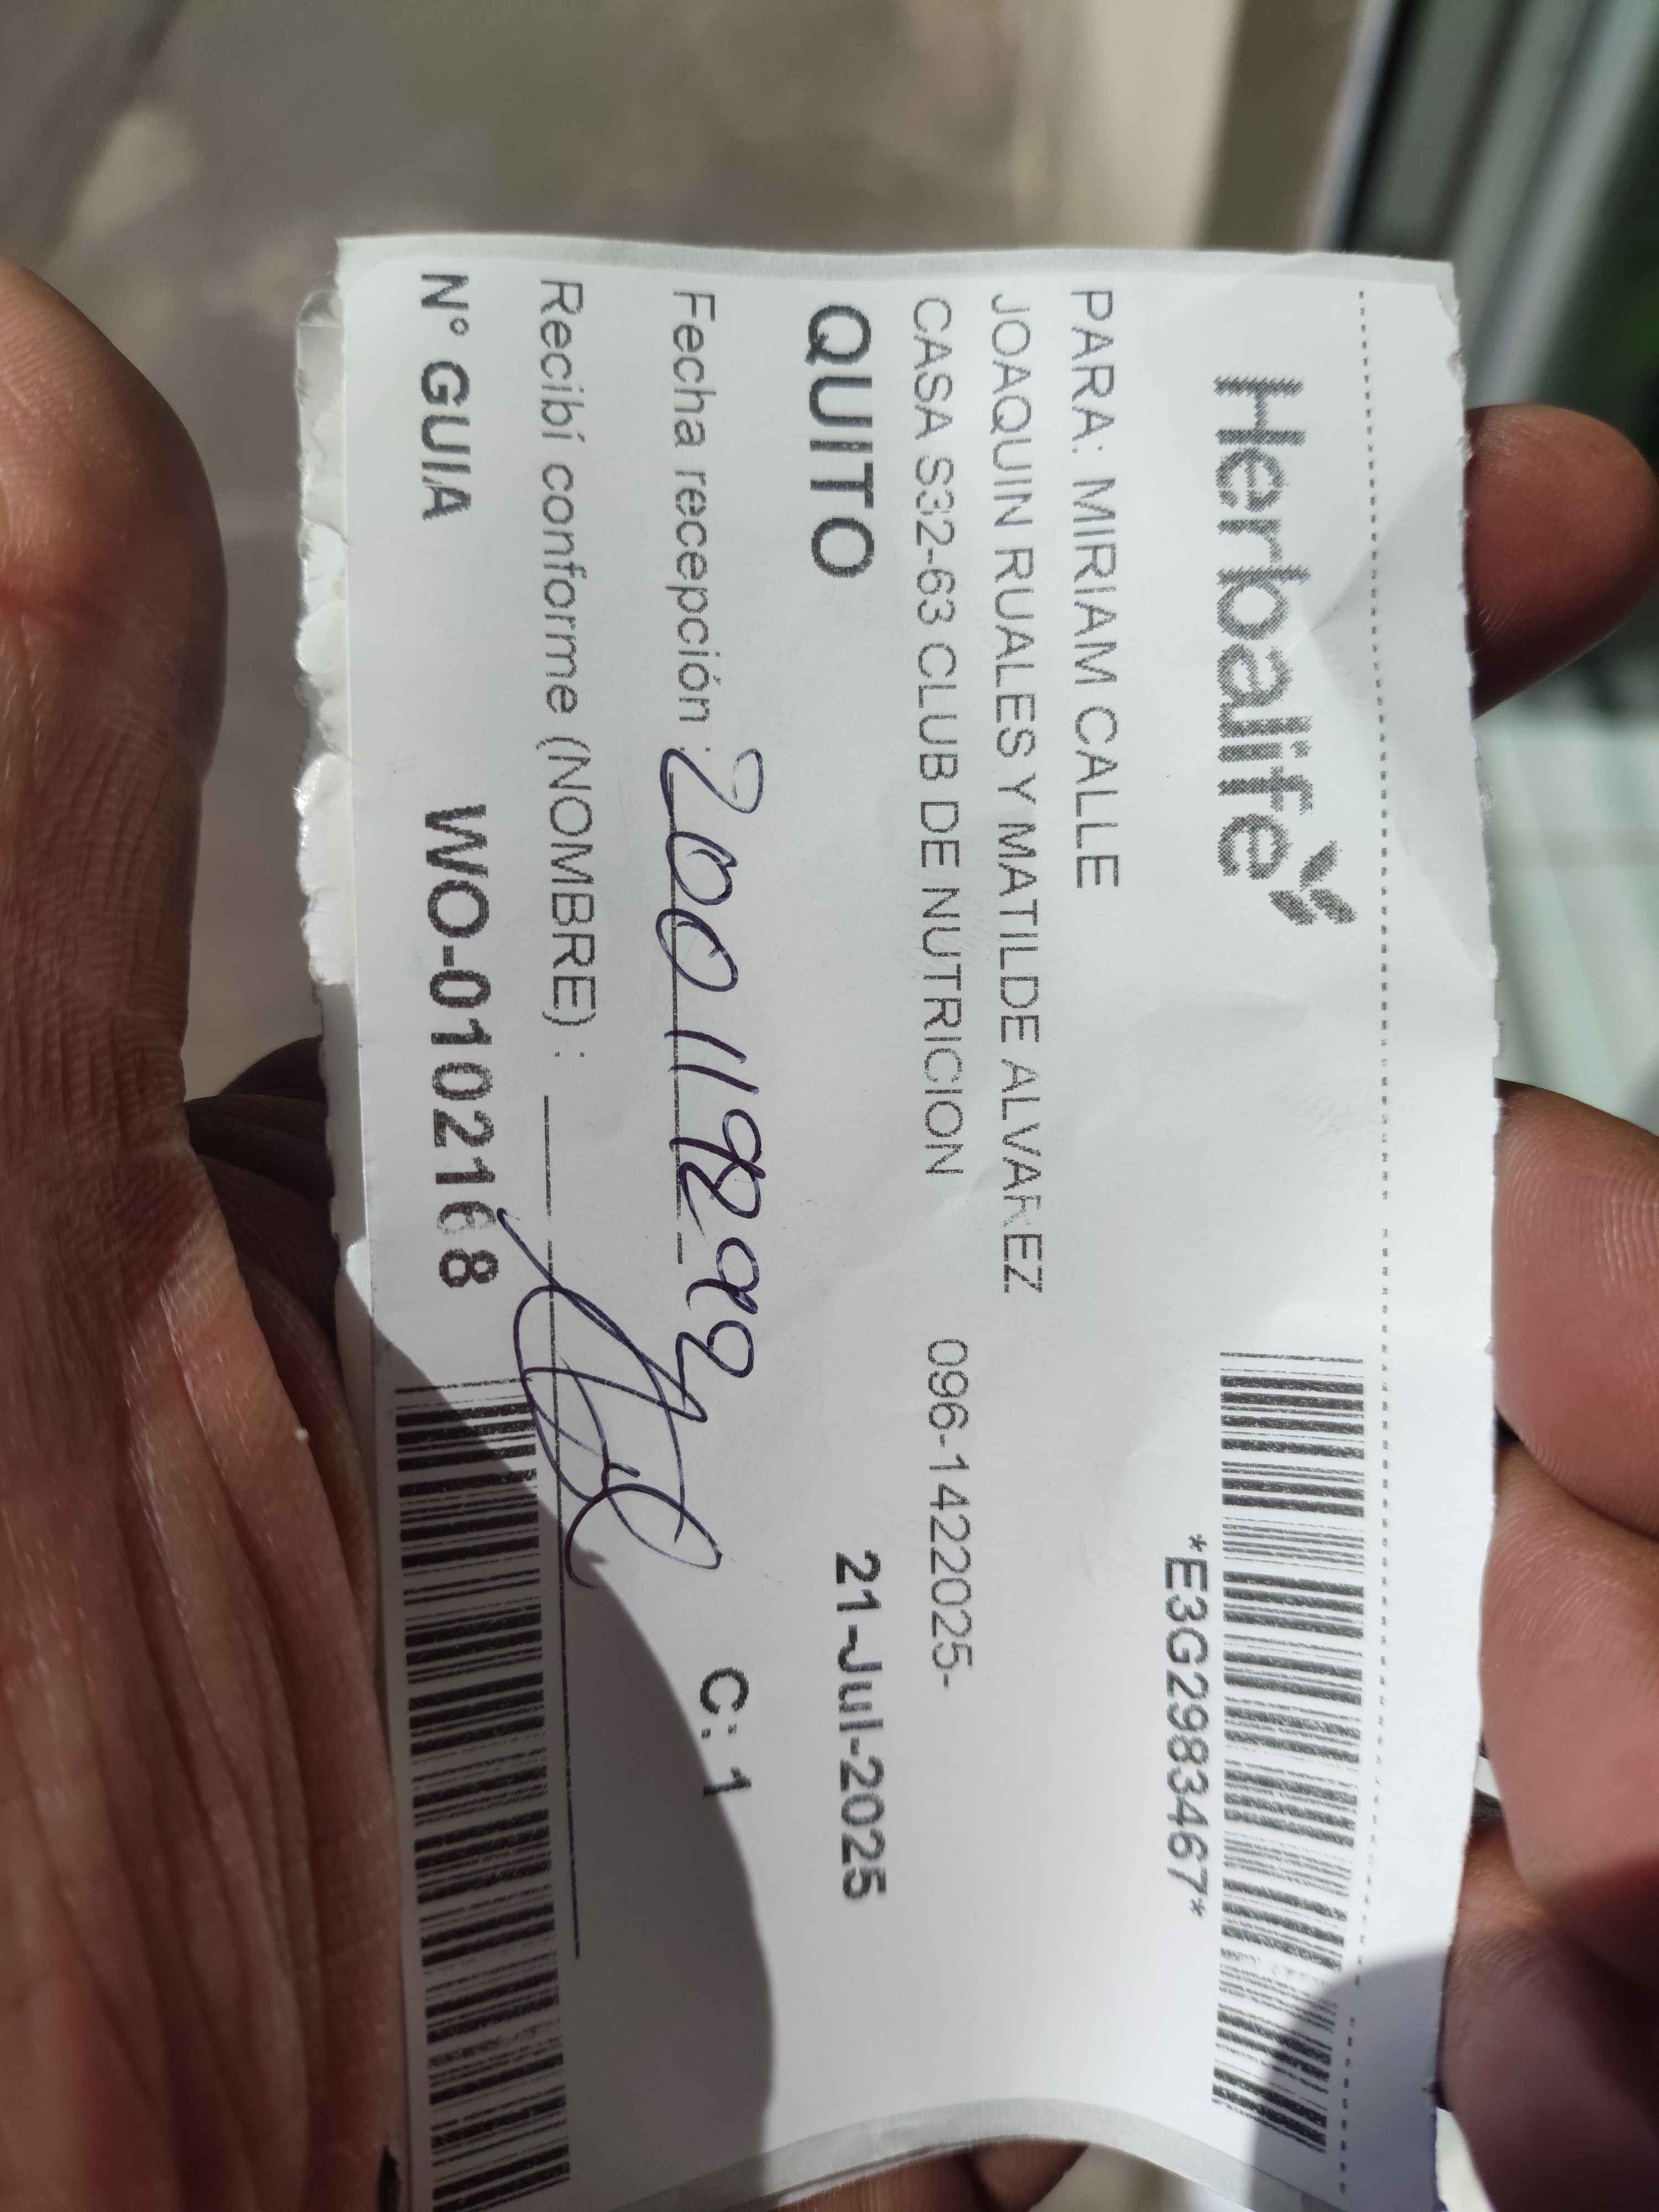 Herbalife
*E3G2983467*
PARA: MIRIAM CALLE
JOAQUIN RUALES Y MATILDE ALVAREZ
CASA S32-63 CLUB DE NUTRICION 096-1422025-
QUITO 21-Jul-2025
Fecha recepción :
C: 1
Recibí conforme (NOMBRE) :
N° GUIA WO-0102168